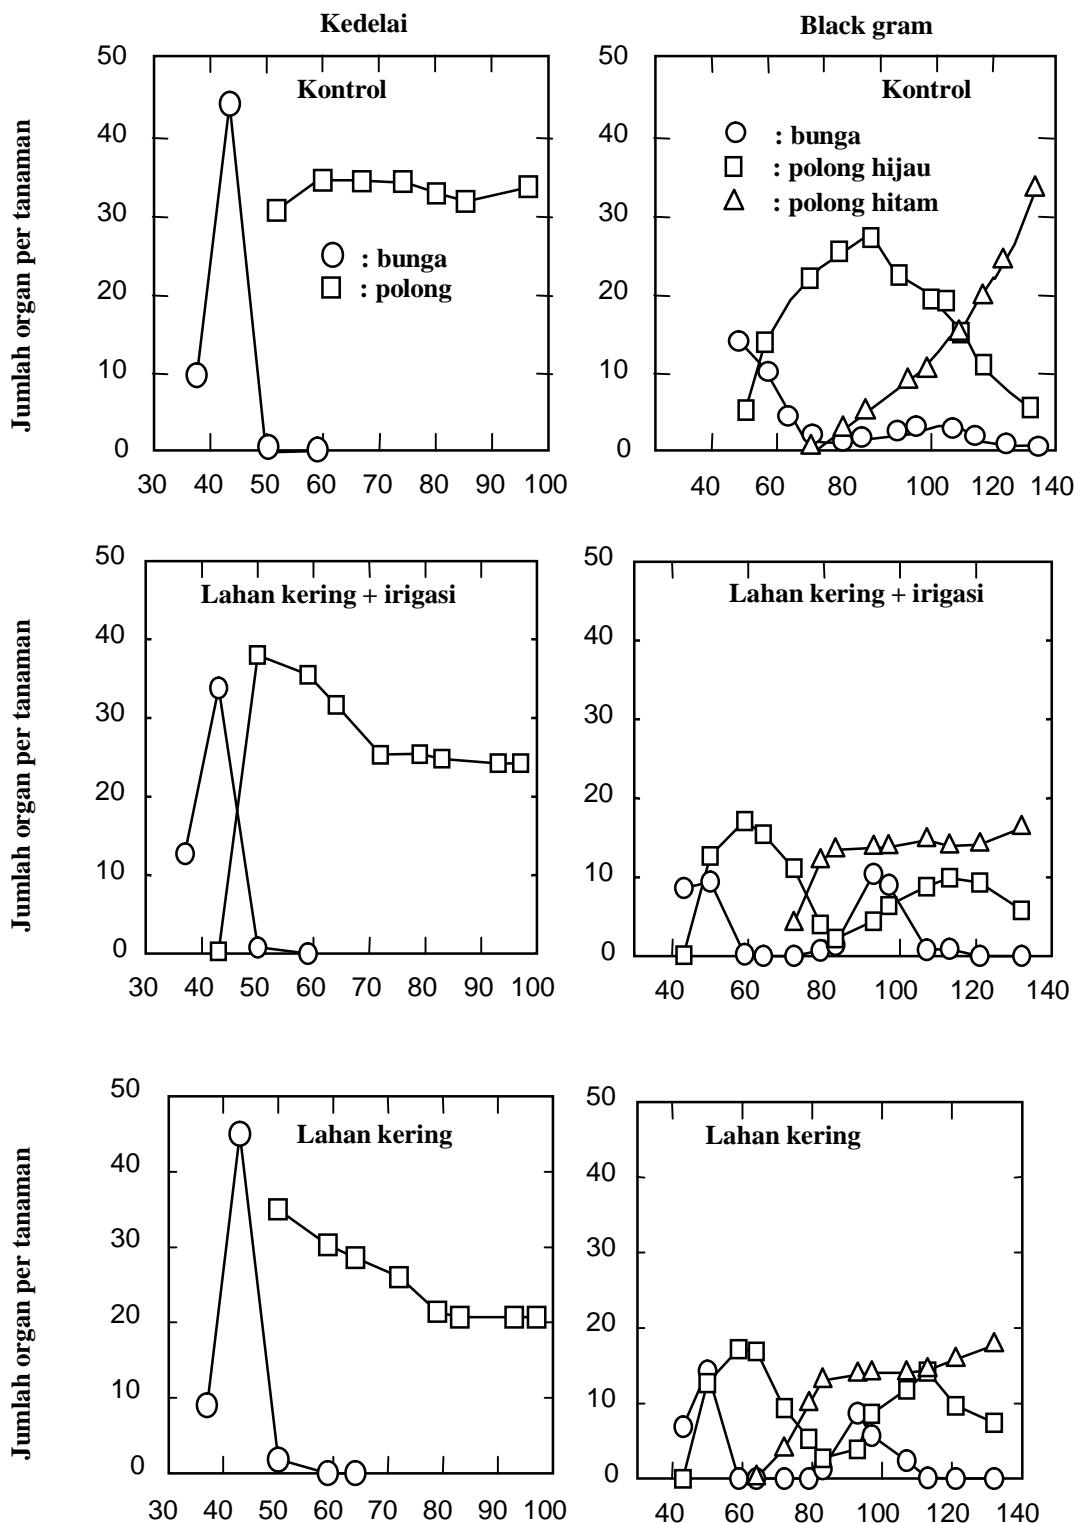 Kedelai
Black gram
Jumlah organ per tanaman
50
40
30
20
10
0
Kontrol
: bunga
: polong
30 40 50 60 70 80 90 100
50
40
30
20
10
0
Kontrol
: bunga
: polong hijau
: polong hitam
40 60 80 100 120 140
Jumlah organ per tanaman
50
40
30
20
10
0
Lahan kering + irigasi
30 40 50 60 70 80 90 100
50
40
30
20
10
0
Lahan kering + irigasi
40 60 80 100 120 140
Jumlah organ per tanaman
50
40
30
20
10
0
Lahan kering
30 40 50 60 70 80 90 100
50
40
30
20
10
0
Lahan kering
40 60 80 100 120 140